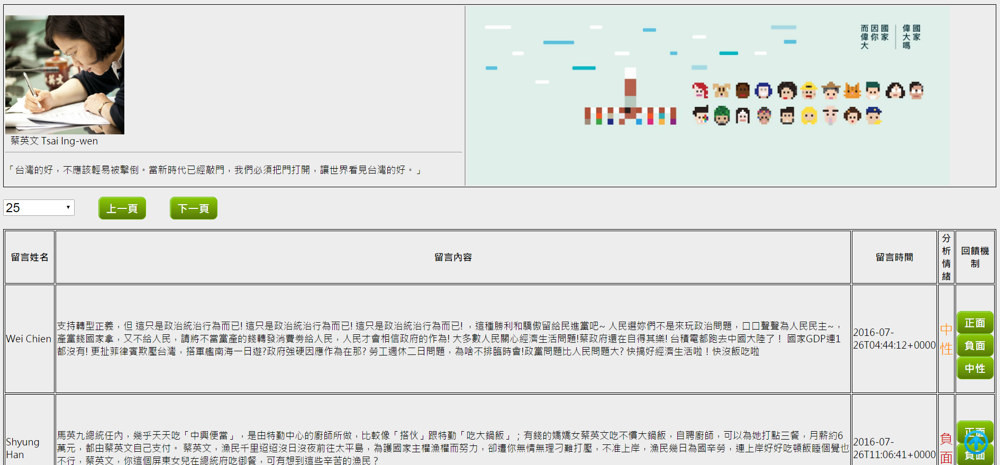 國家
偉大嗎
國家
因你
而偉大
英文
蔡英文 Tsai Ing-wen
「台灣的好，不應該輕易被擊倒。當新時代已經敲門，我們必須把門打開，讓世界看見台灣的好。」
25
上一頁
下一頁
留言姓名
留言內容
留言時間
分析情緒
回饋機制
Wei Chien
支持轉型正義，但 這只是政治統治行為而已! 這只是政治統治行為而已! 這只是政治統治行為而已! ，這種勝利和驕傲留給民進黨吧~ 人民選妳們不是來玩政治問題，口口聲聲為人民民主~，
產黨錢國家拿，又不給人民，請將不當黨產的錢轉發消費劵給人民，人民才會相信政府的作為! 大多數人民關心經濟生活問題!蔡政府還在自得其樂! 台積電都跑去中國大陸了！ 國家GDP連1
都沒有! 更扯菲律賓欺壓台灣，搭軍艦南海一日遊?政府強硬因應作為在那? 勞工週休二日問題，為啥不排臨時會!政黨問題比人民問題大? 快搞好經濟生活啦！快沒飯吃啦
2016-07-
26T04:44:12+0000
中性
正面
負面
中性
Shyung
Han
馬英九總統任內，幾乎天天吃「中興便當」，是由特勤中心的廚師所做，比較像「搭伙」跟特勤「吃大鍋飯」；有錢的嬌嬌女蔡英文吃不慣大鍋飯，自聘廚師，可以為她打點三餐，月薪約6
萬元，都由蔡英文自己支付。 蔡英文，漁民千里迢迢沒日沒夜前往太平島，為護國家主權漁權而努力，卻遭你無情無理刁難打壓，不准上岸，漁民幾日為國辛勞，連上岸好好吃頓飯睡個覺也
不行，蔡英文，你這個屏東女兒在總統府吃御餐，可有想到這些辛苦的漁民？
2016-07-
26T11:06:41+0000
負面
正面
負面